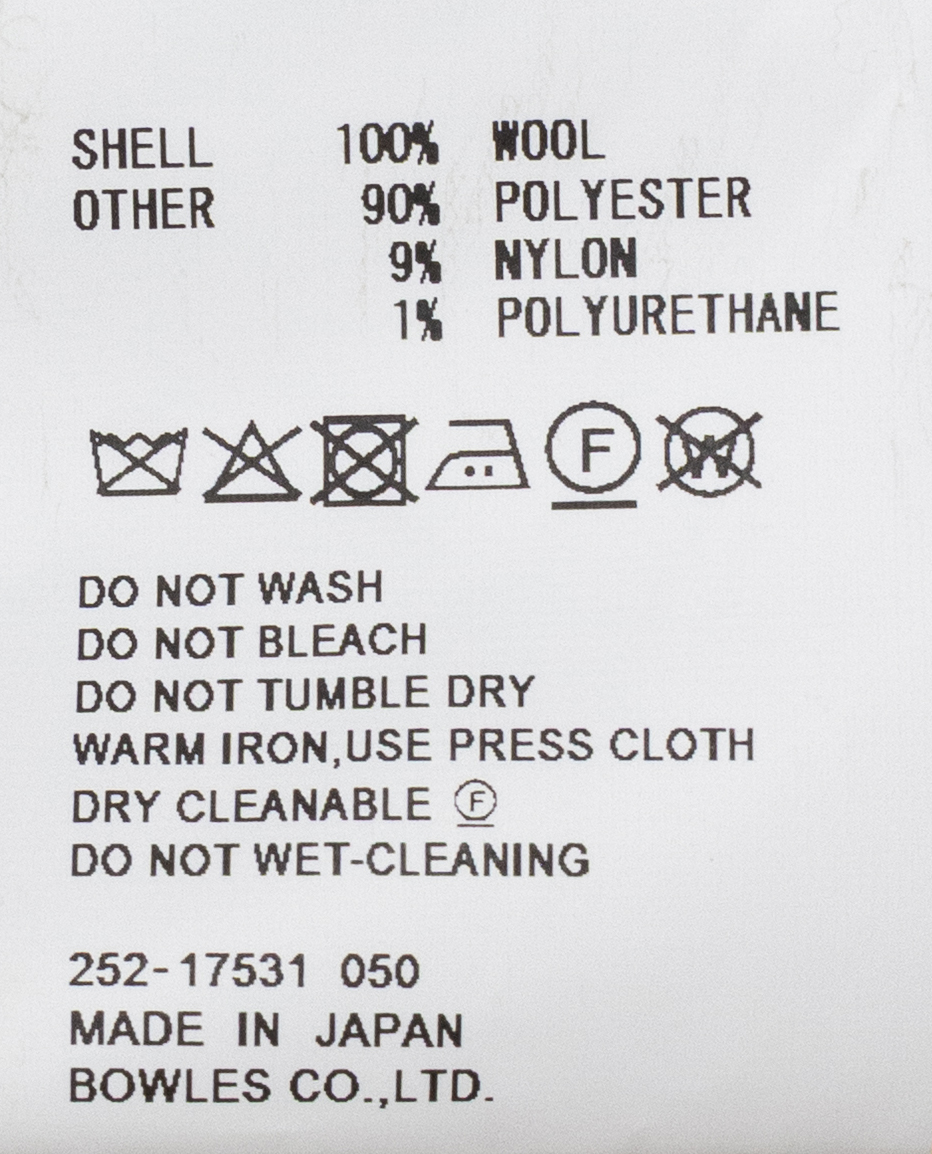 SHELL 100% WOOL
OTHER 90% POLYESTER
9% NYLON
1% POLYURETHANE
F W
DO NOT WASH
DO NOT BLEACH
DO NOT TUMBLE DRY
WARM IRON,USE PRESS CLOTH
DRY CLEANABLE F
DO NOT WET-CLEANING
252-17531 050
MADE IN JAPAN
BOWLES CO.,LTD.